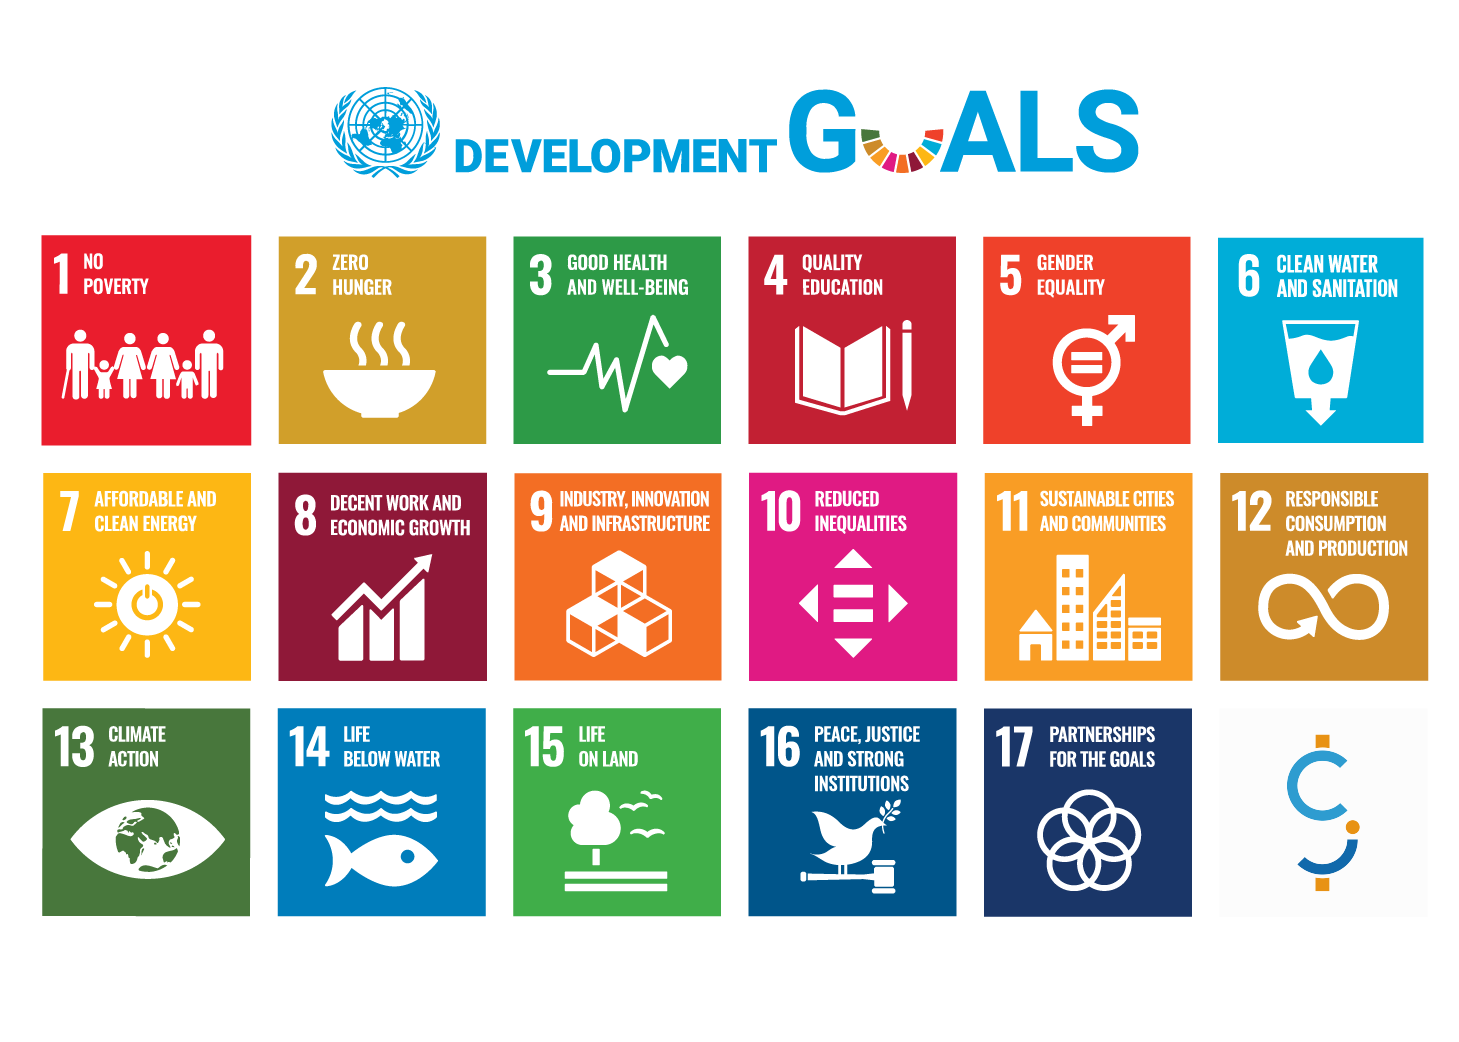 DEVELOPMENT GOALS
1 NO
POVERTY
2 ZERO
HUNGER
3 GOOD HEALTH
AND WELL-BEING
4 QUALITY
EDUCATION
5 GENDER
EQUALITY
6 CLEAN WATER
AND SANITATION
7 AFFORDABLE AND
CLEAN ENERGY
8 DECENT WORK AND
ECONOMIC GROWTH
9 INDUSTRY, INNOVATION
AND INFRASTRUCTURE
10 REDUCED
INEQUALITIES
11 SUSTAINABLE CITIES
AND COMMUNITIES
12 RESPONSIBLE
CONSUMPTION
AND PRODUCTION
13 CLIMATE
ACTION
14 LIFE
BELOW WATER
15 LIFE
ON LAND
16 PEACE, JUSTICE
AND STRONG
INSTITUTIONS
17 PARTNERSHIPS
FOR THE GOALS